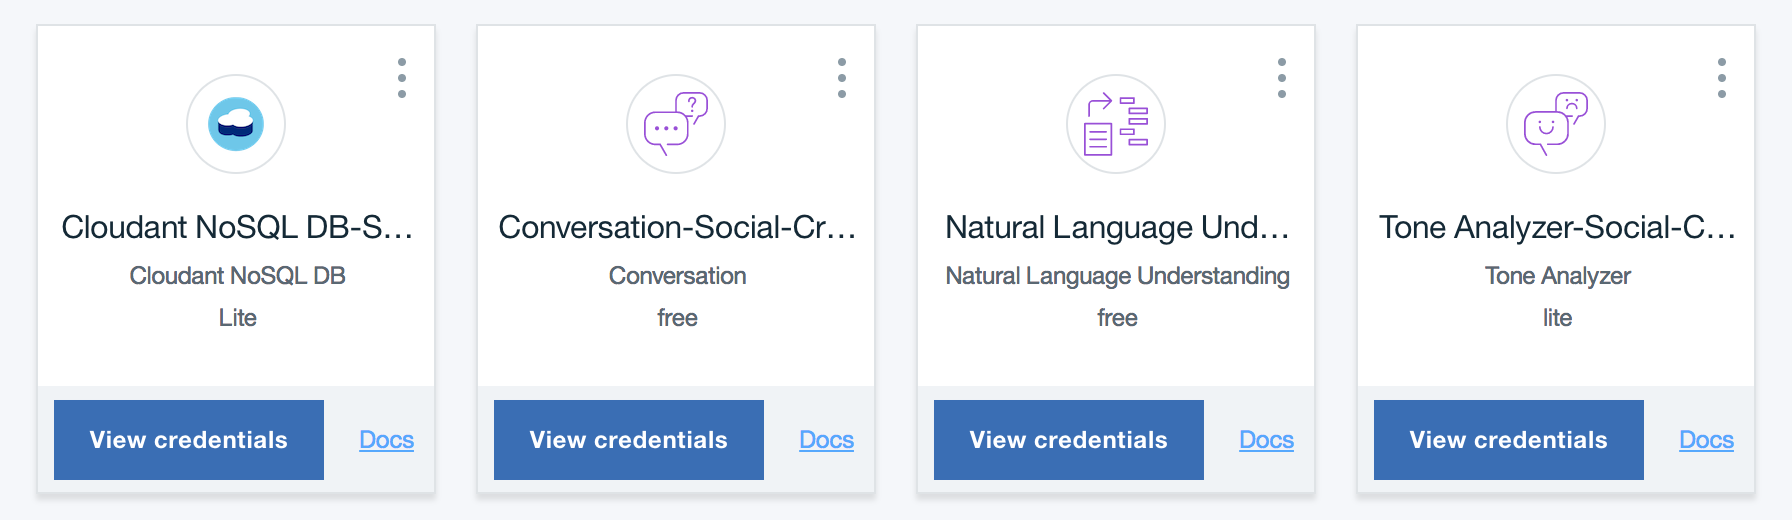 Cloudant NoSQL DB-S...
Cloudant NoSQL DB
Lite
View credentials
Docs
?
Conversation-Social-Cr...
Conversation
free
View credentials
Docs
Natural Language Und...
Natural Language Understanding
free
View credentials
Docs
Tone Analyzer-Social-C...
Tone Analyzer
lite
View credentials
Docs